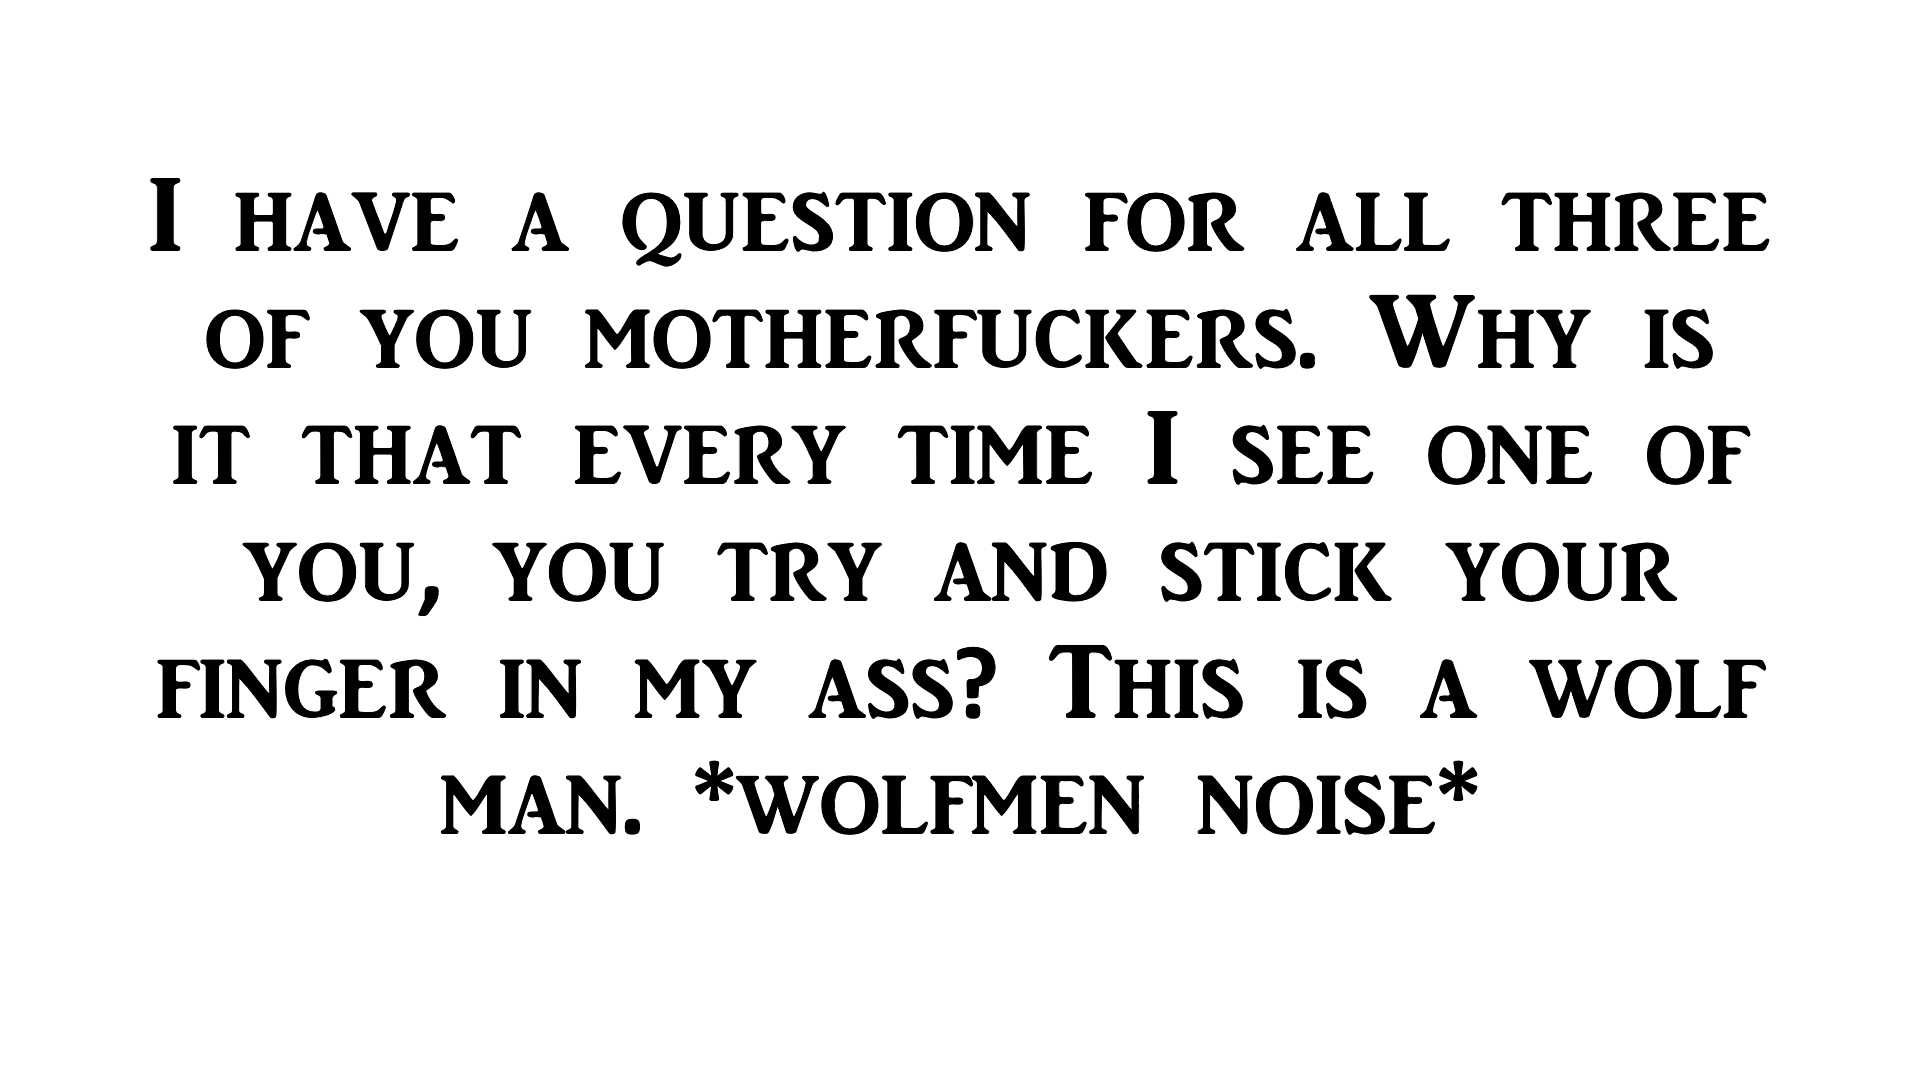 I have a question for all three
of you motherfuckers. Why is
it that every time I see one of
you, you try and stick your
finger in my ass? This is a wolf
man. *wolfmen noise*